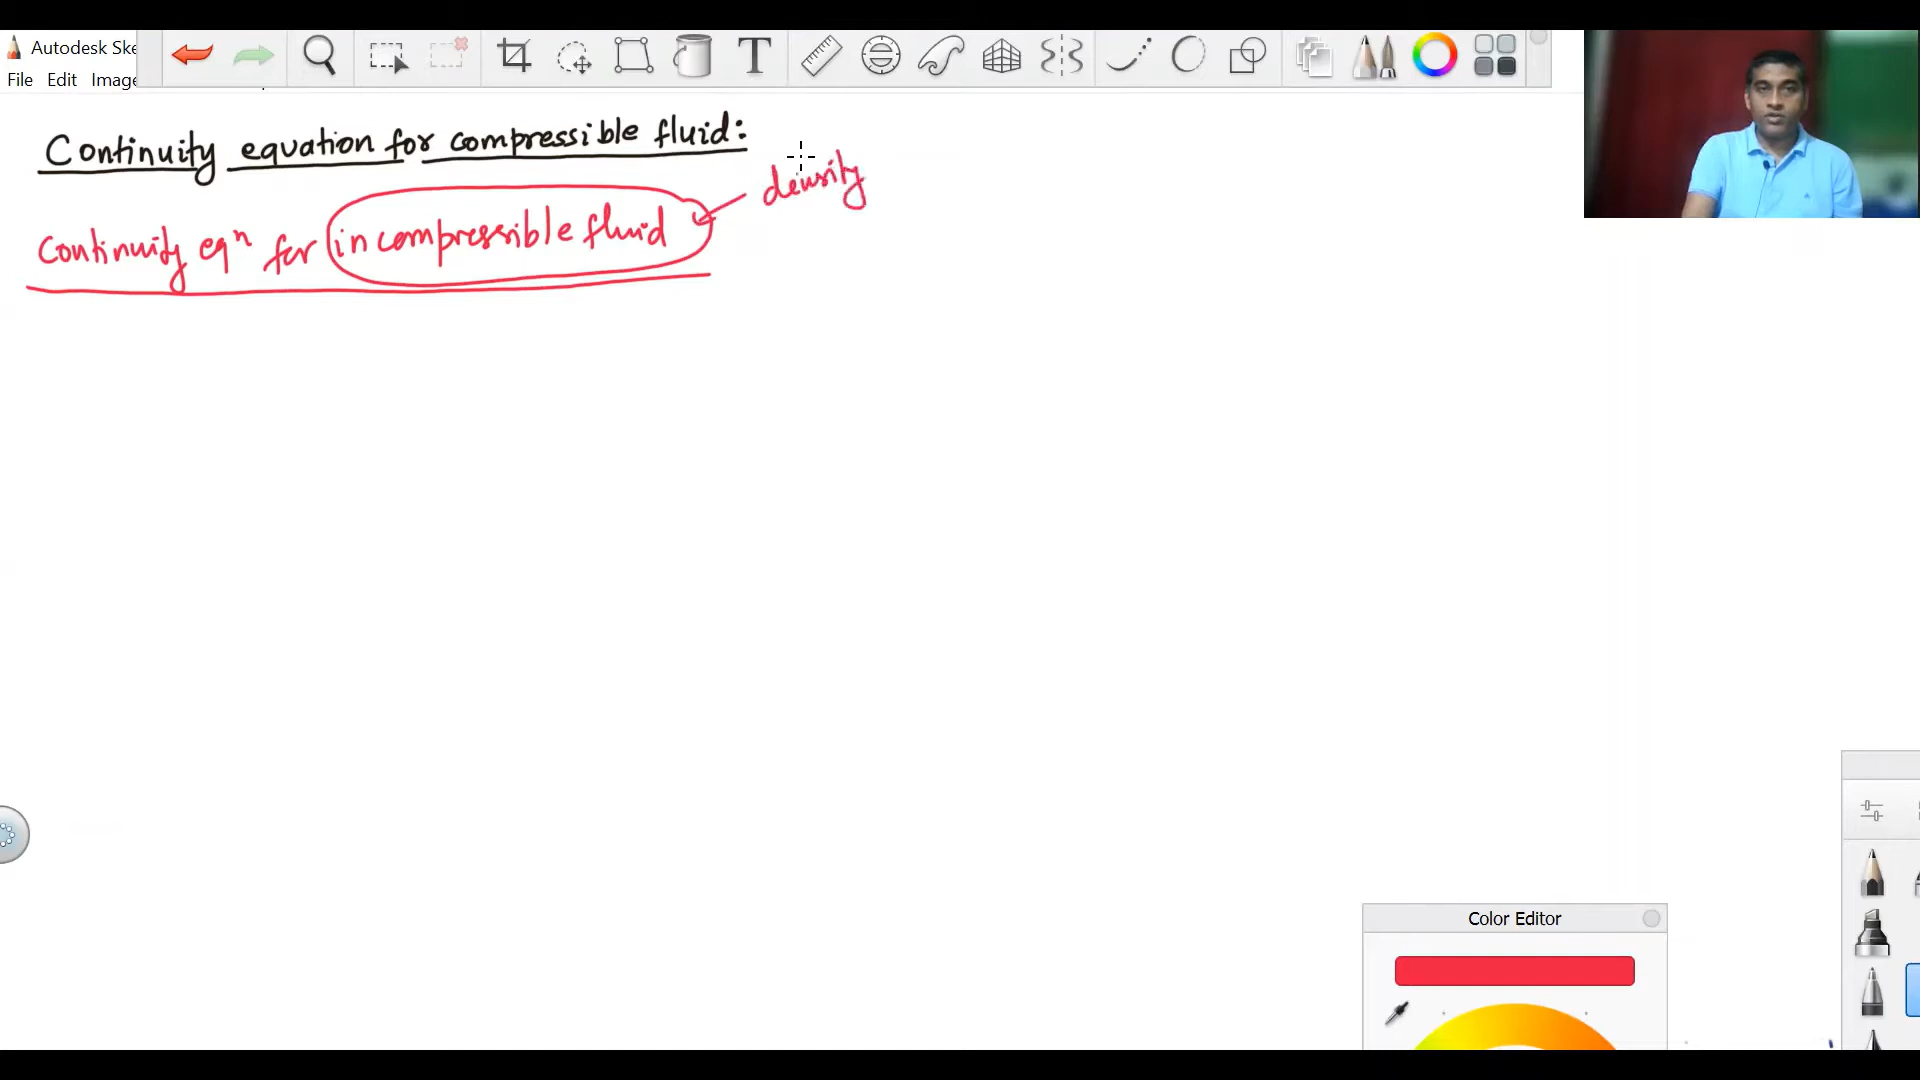 Autodesk Ske
File Edit Image
Continuity equation for compressible fluid:
density
Continuity eqⁿ for incompressible fluid
Color Editor